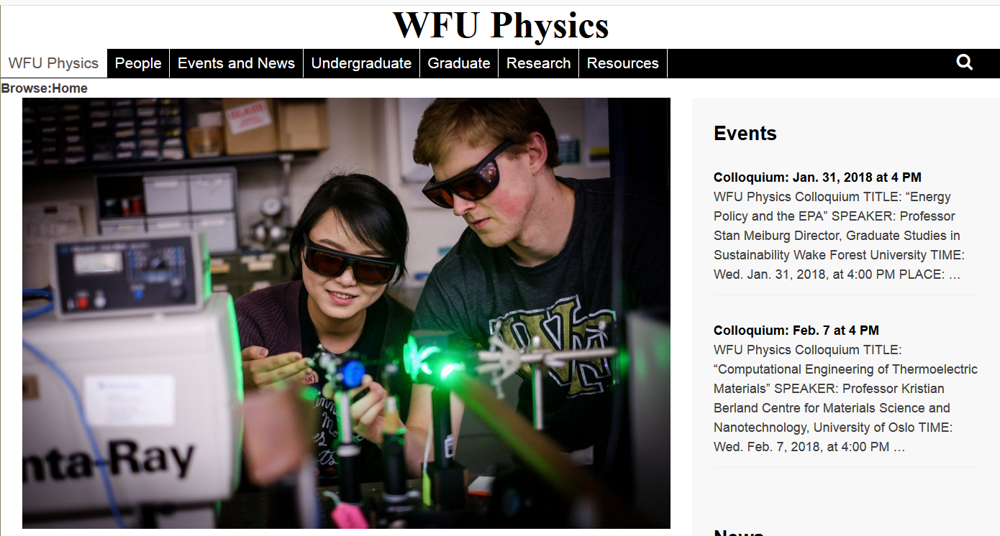 WFU Physics
WFU Physics People Events and News Undergraduate Graduate Research Resources
Browse:Home
nta-Ray
Events
Colloquium: Jan. 31, 2018 at 4 PM
WFU Physics Colloquium TITLE: “Energy
Policy and the EPA” SPEAKER: Professor
Stan Meiburg Director, Graduate Studies in
Sustainability Wake Forest University TIME:
Wed. Jan. 31, 2018, at 4:00 PM PLACE: …
Colloquium: Feb. 7 at 4 PM
WFU Physics Colloquium TITLE:
“Computational Engineering of Thermoelectric
Materials” SPEAKER: Professor Kristian
Berland Centre for Materials Science and
Nanotechnology, University of Oslo TIME:
Wed. Feb. 7, 2018, at 4:00 PM …
News